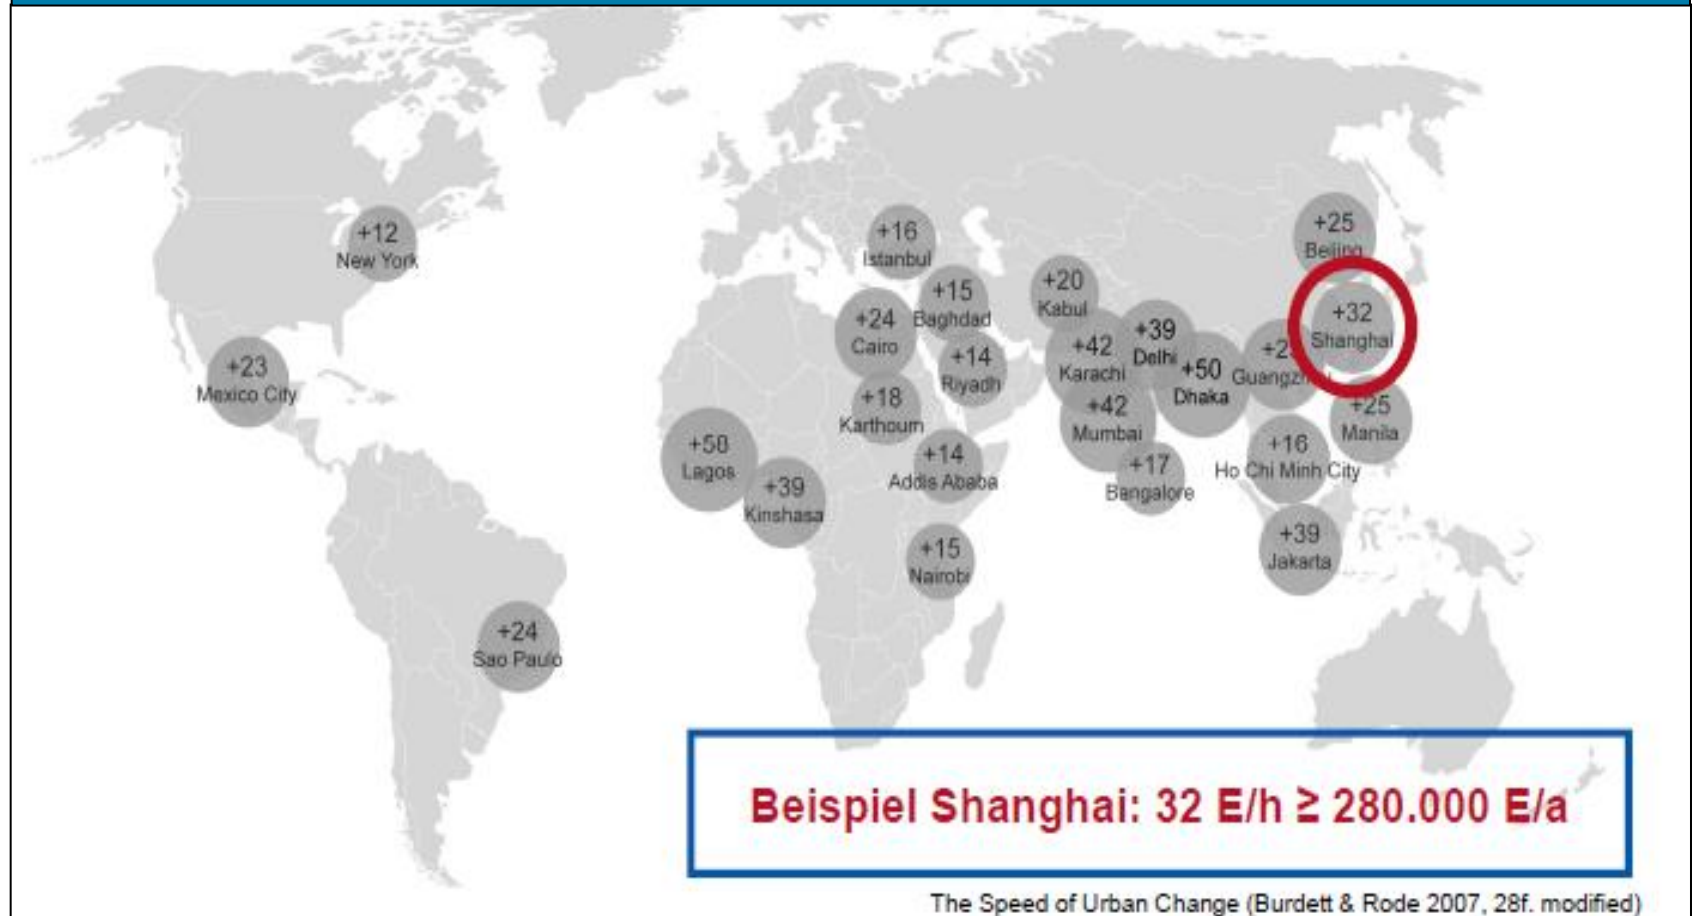 +25
Beijing
+12
New York
+16
Istanbul
+20
Kabul
+15
Baghdad
+32
Shanghai
+24
Cairo
+39
Delhi
+42
Karachi
+50
Dhaka
Guangzhou
+23
Mexico City
+14
Riyadh
+18
Karthoum
+42
Mumbai
+25
Manila
+50
Lagos
+14
Addis Ababa
+17
Bangalore
+16
Ho Chi Minh City
+39
Kinshasa
+15
Nairobi
+39
Jakarta
+24
Sao Paulo
Beispiel Shanghai: 32 E/h ≥ 280.000 E/a
The Speed of Urban Change (Burdett & Rode 2007, 28f. modified)